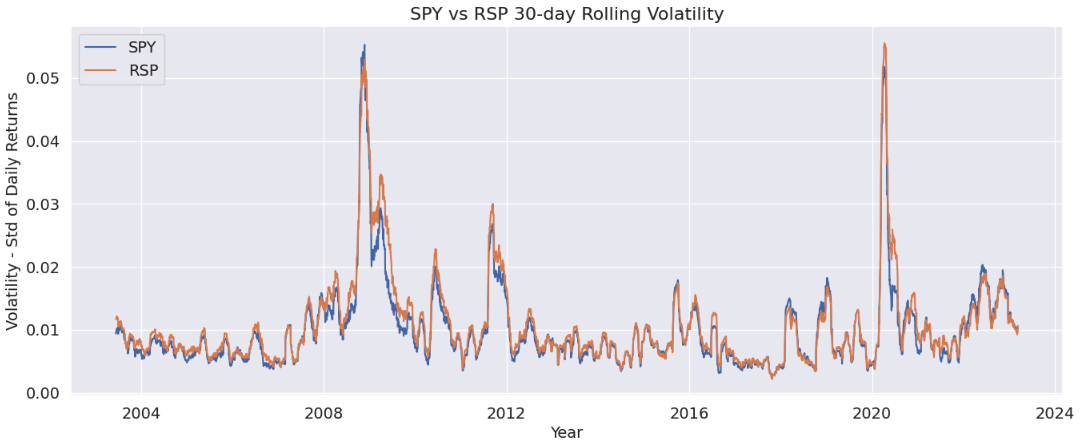 SPY vs RSP 30-day Rolling Volatility
SPY
RSP
Volatility - Std of Daily Returns
0.05
0.04
0.03
0.02
0.01
0.00
2004 2008 2012 2016 2020 2024
Year